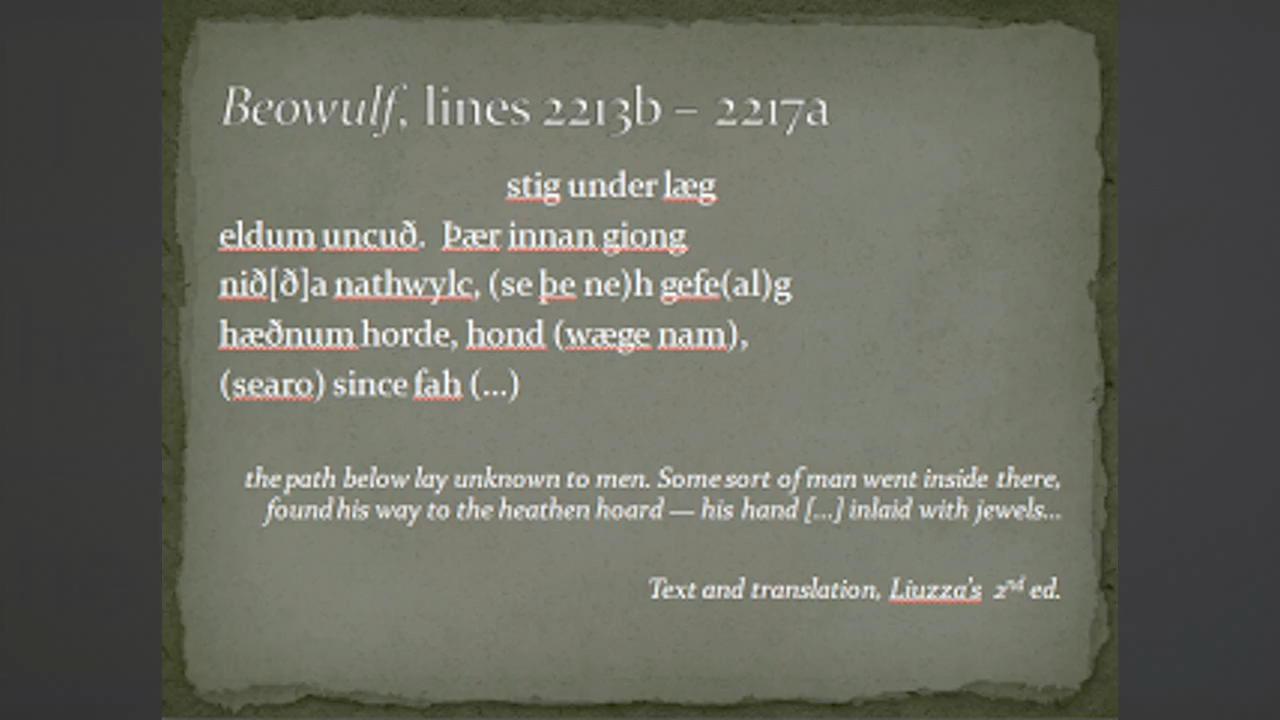 Beowulf, lines 2213b – 2217a
stig under læg
eldum uncuð. Þær innan giong
nið[ð]a nathwylc, (se þe ne)h gefe(al)g
hæðnum horde, hond (wæge nam),
(searo) since fah (...)
the path below lay unknown to men. Some sort of man went inside there,
found his way to the heathen hoard — his hand [...] inlaid with jewels...
Text and translation, Liuzza's 2nd ed.